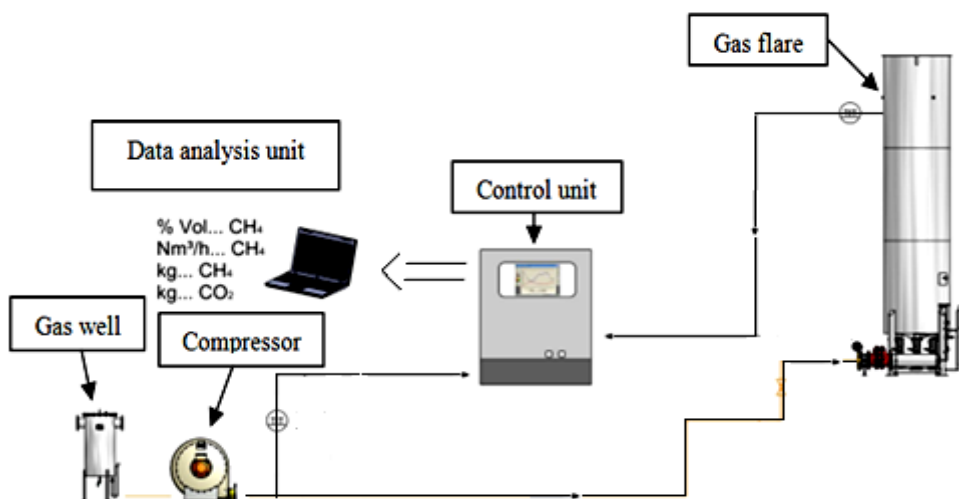 Gas flare
Data analysis unit
Control unit
% Vol... CH₄
Nm³/h... CH₄
kg... CH₄
kg... CO₂
Gas well
Compressor